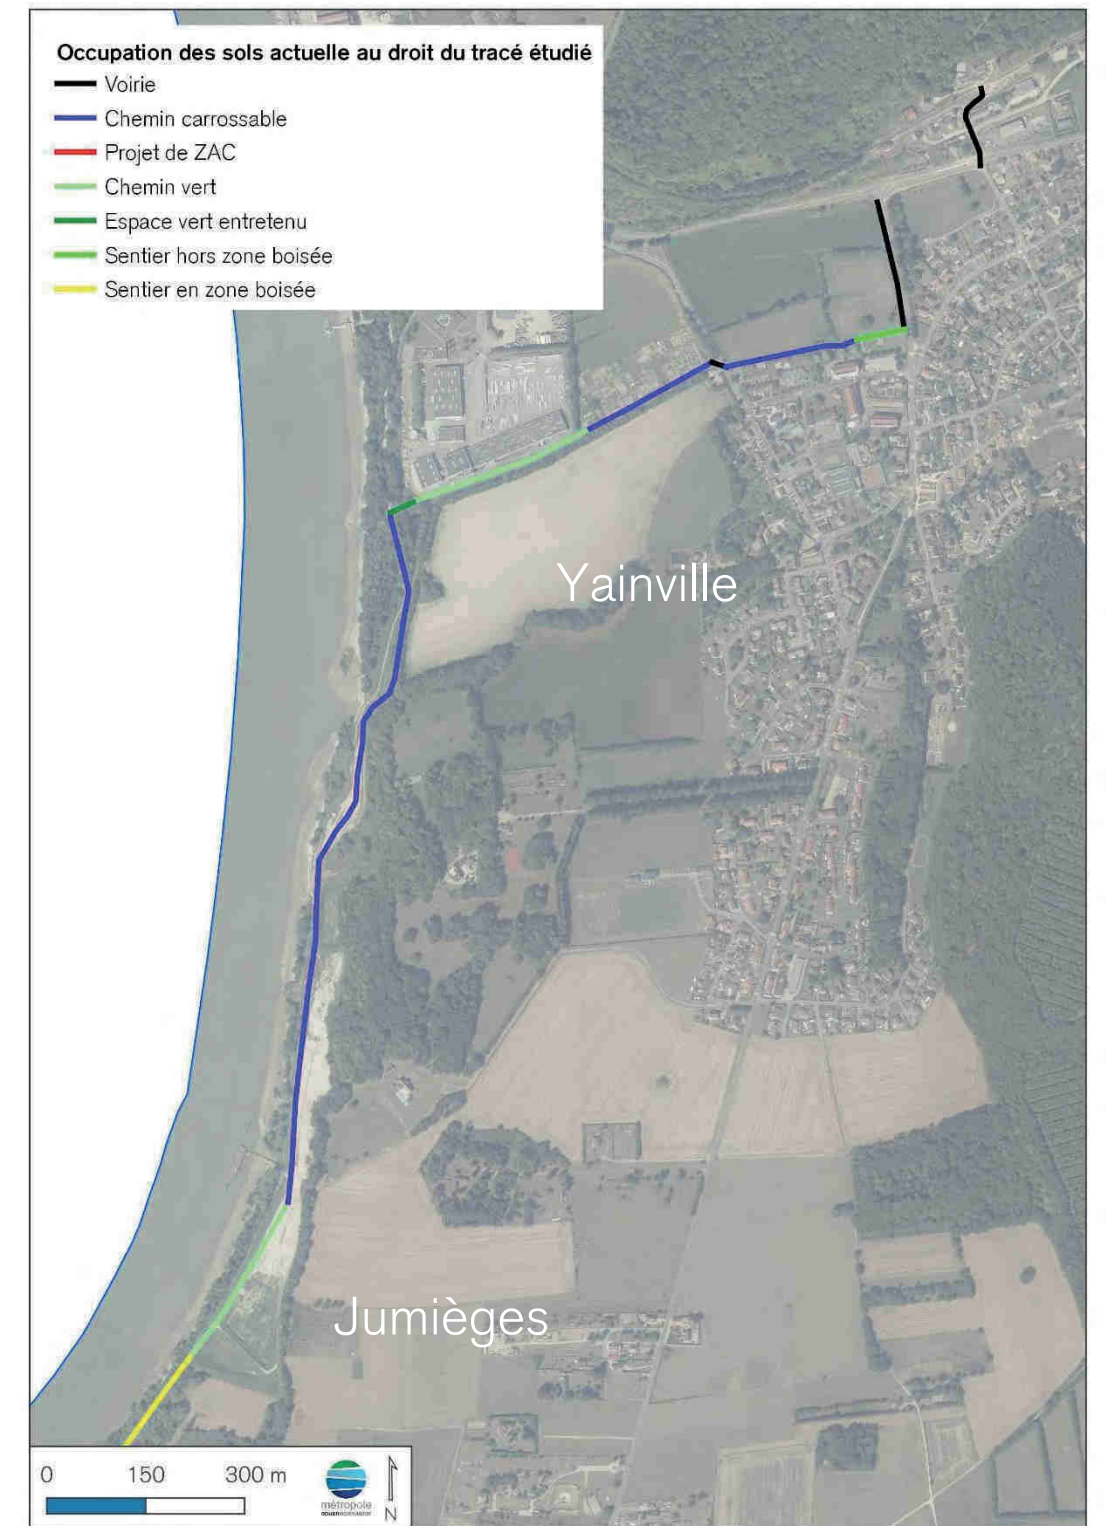 Occupation des sols actuelle au droit du tracé étudié
Voirie
Chemin carrossable
Projet de ZAC
Chemin vert
Espace vert entretenu
Sentier hors zone boisée
Sentier en zone boisée
Yainville
Jumièges
0 150 300 m
métropole
ROUENNORMANDIE
N